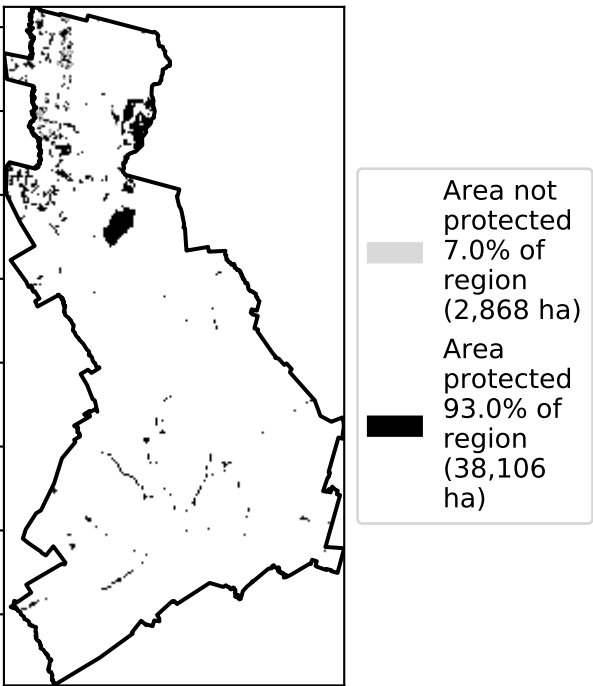 Area not
protected
7.0% of
region
(2,868 ha)
Area
protected
93.0% of
region
(38,106
ha)